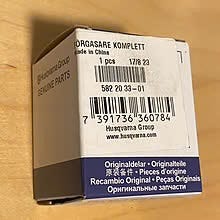 ORGASARE KOMPLETT
Made in China
1 pcs 17/8 23
582 20 33-01
7 391736 360784
Husqvarna Group
www.husqvarna.com
Husqvarna Group
GENUINE PARTS
Originaldelar • Originalteile
原装备件 • Pièces d'origine
Recambio Original • Peças Originais
Оригинальные запчасти